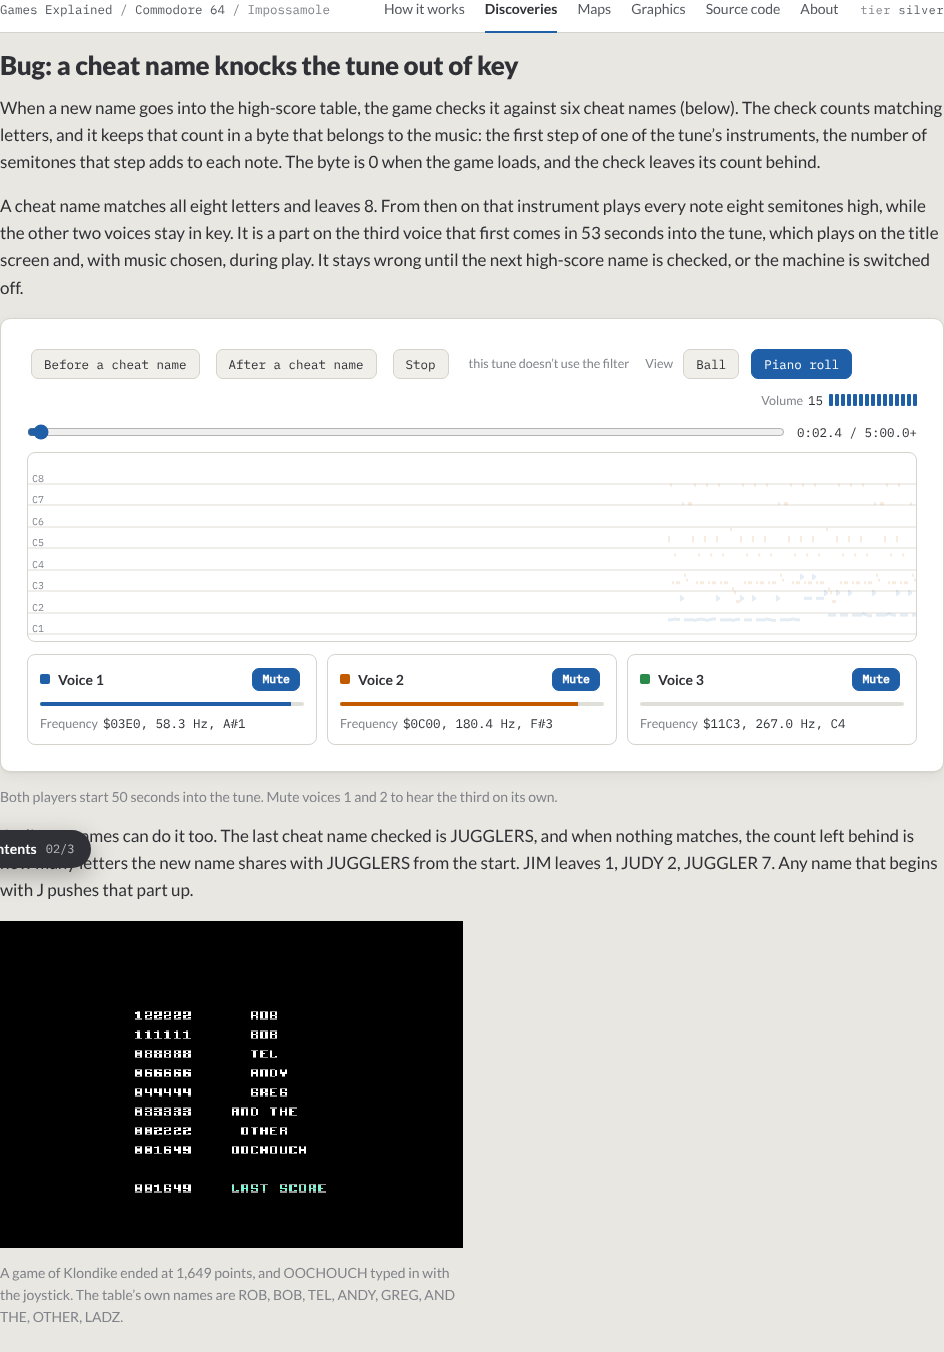 Games Explained / Commodore 64 / Impossamole
How it works Discoveries Maps Graphics Source code About tier silver
Bug: a cheat name knocks the tune out of key
When a new name goes into the high-score table, the game checks it against six cheat names (below). The check counts matching
letters, and it keeps that count in a byte that belongs to the music: the first step of one of the tune’s instruments, the number of
semitones that step adds to each note. The byte is 0 when the game loads, and the check leaves its count behind.
A cheat name matches all eight letters and leaves 8. From then on that instrument plays every note eight semitones high, while
the other two voices stay in key. It is a part on the third voice that first comes in 53 seconds into the tune, which plays on the title
screen and, with music chosen, during play. It stays wrong until the next high-score name is checked, or the machine is switched
off.
Before a cheat name After a cheat name Stop this tune doesn’t use the filter View Ball Piano roll
Volume 15
0:02.4 / 5:00.0+
C8
C7
C6
C5
C4
C3
C2
C1
Voice 1 Mute
Frequency $03E0, 58.3 Hz, A#1
Voice 2 Mute
Frequency $0C00, 180.4 Hz, F#3
Voice 3 Mute
Frequency $11C3, 267.0 Hz, C4
Both players start 50 seconds into the tune. Mute voices 1 and 2 to hear the third on its own.
names can do it too. The last cheat name checked is JUGGLERS, and when nothing matches, the count left behind is
ntents 02/3
letters the new name shares with JUGGLERS from the start. JIM leaves 1, JUDY 2, JUGGLER 7. Any name that begins
with J pushes that part up.
122222 ROB
111111 BOB
088888 TEL
066666 ANDY
044444 GREG
033333 AND THE
002222 OTHER
001649 OOCHOUCH
001649 LAST SCORE
A game of Klondike ended at 1,649 points, and OOCHOUCH typed in with
the joystick. The table’s own names are ROB, BOB, TEL, ANDY, GREG, AND
THE, OTHER, LADZ.